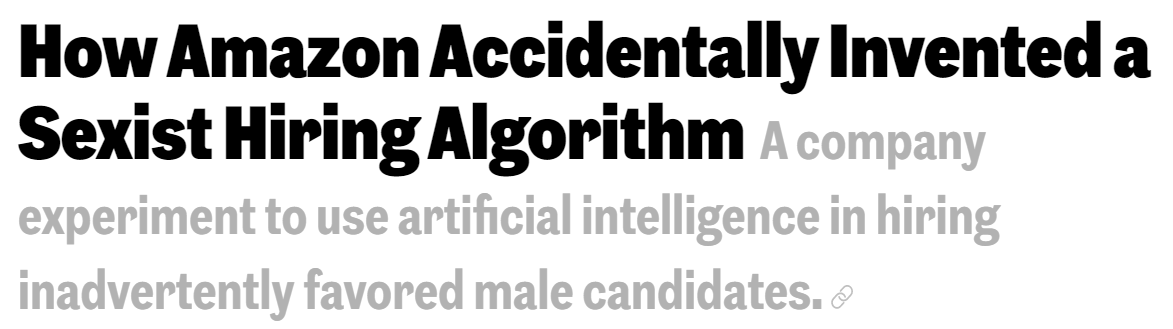 How Amazon Accidentally Invented a
Sexist Hiring Algorithm A company
experiment to use artificial intelligence in hiring
inadvertently favored male candidates.